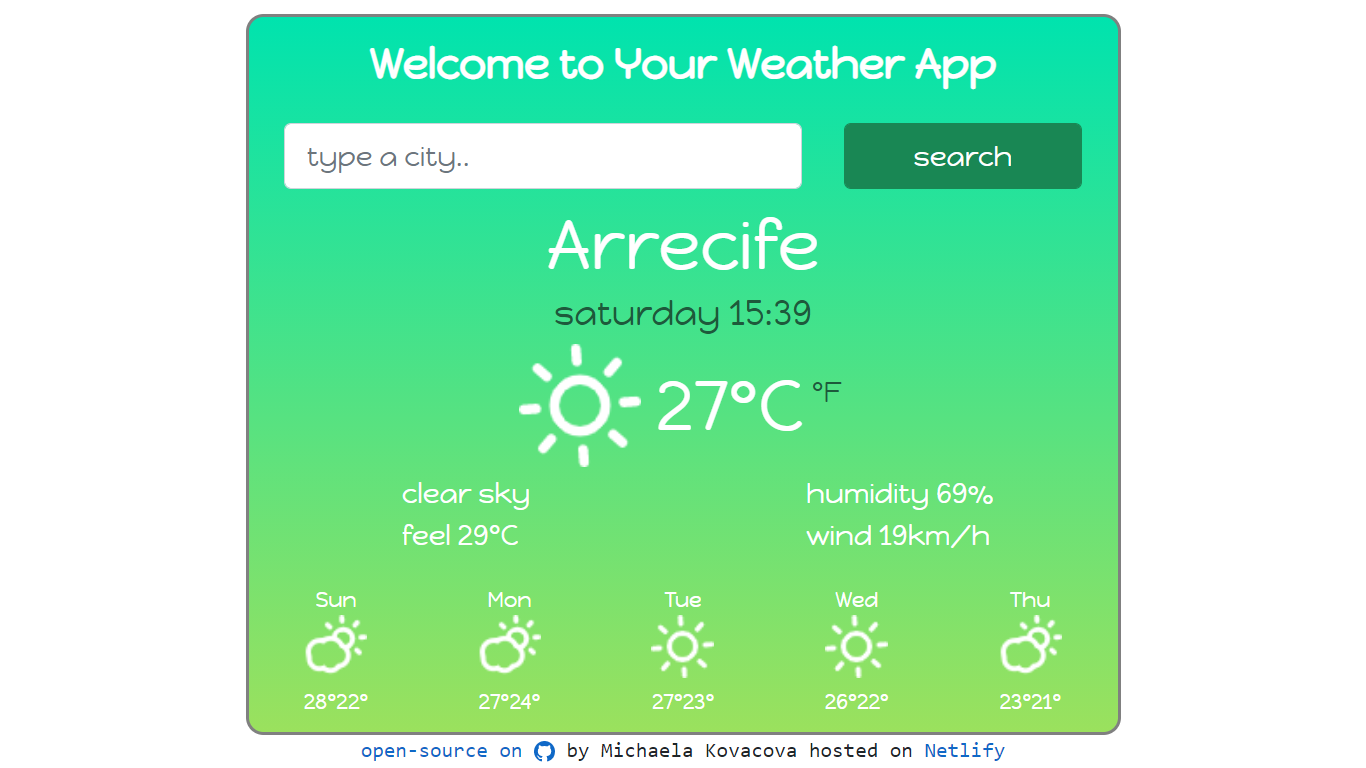 Welcome to Your Weather App
type a city..
search
Arrecife
saturday 15:39
27°C °F
clear sky
humidity 69%
feel 29°C
wind 19km/h
Sun Mon Tue Wed Thu
28°22° 27°24° 27°23° 26°22° 23°21°
open-source on by Michaela Kovacova hosted on Netlify